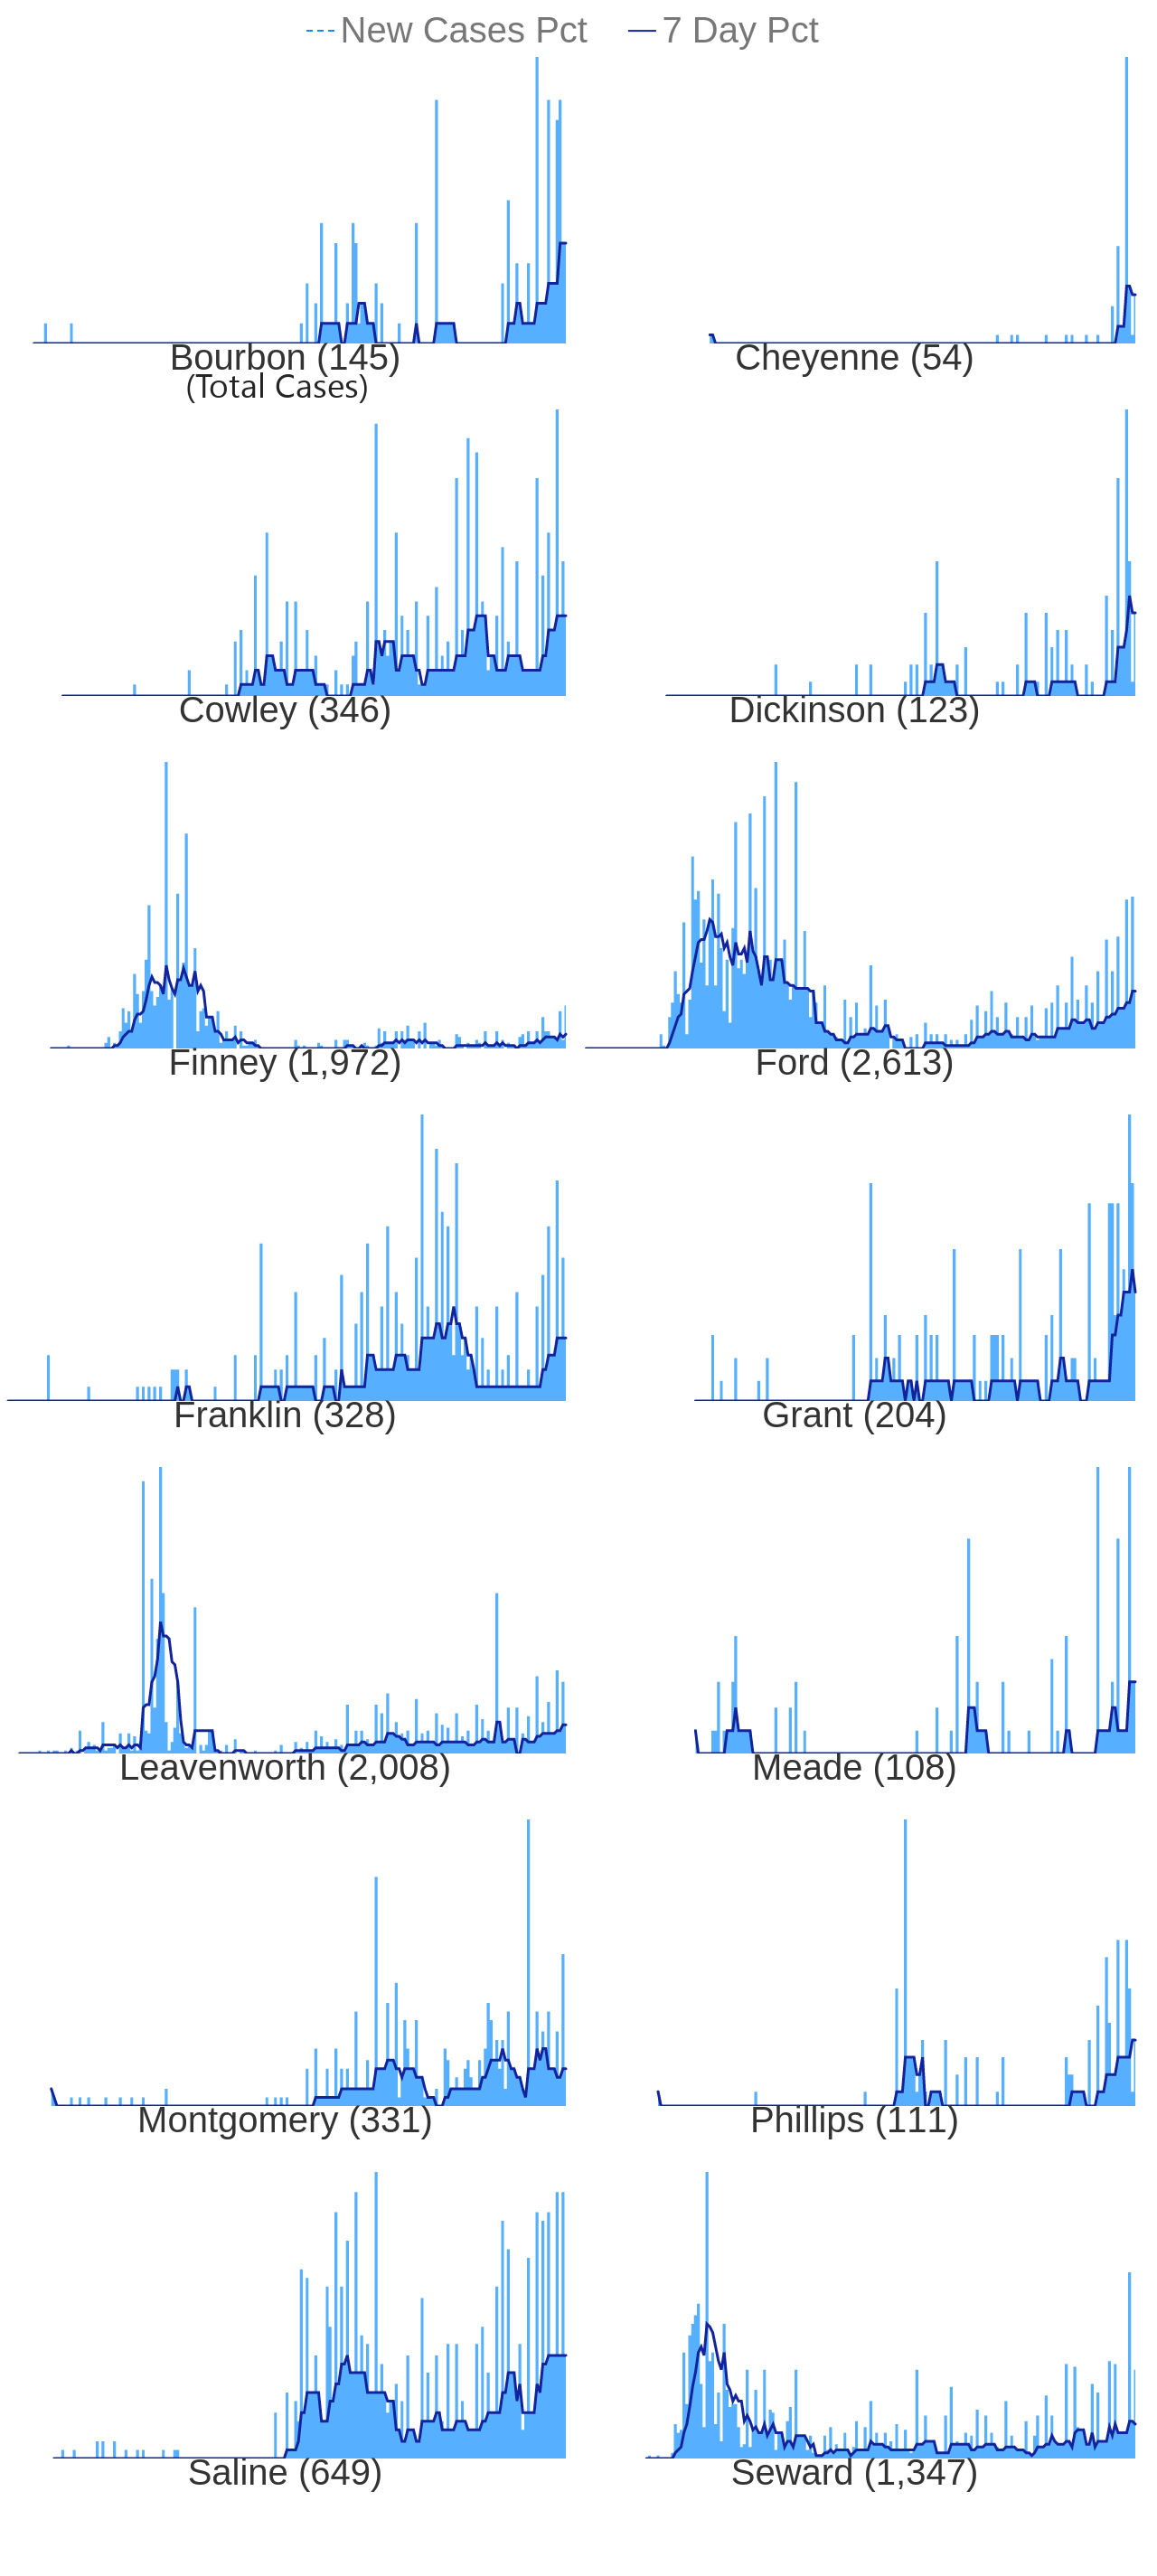 New Cases Pct 7 Day Pct
Bourbon (145) Cheyenne (54)
(Total Cases)
Cowley (346) Dickinson (123)
Finney (1,972) Ford (2,613)
Franklin (328) Grant (204)
Leavenworth (2,008) Meade (108)
Montgomery (331) Phillips (111)
Saline (649) Seward (1,347)